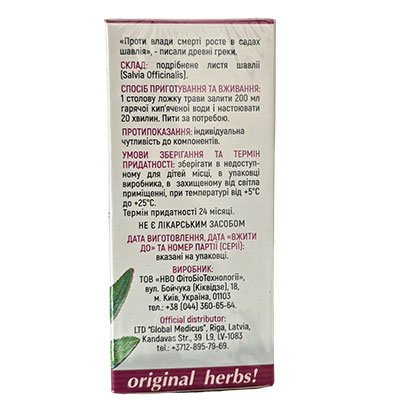 «Проти влади смерті росте в садах
шавлія», - писали древні греки.
СКЛАД: подрібнене листя шавлії
(Salvia Officinalis).
СПОСІБ ПРИГОТУВАННЯ ТА ВЖИВАННЯ:
1 столову ложку трави залити 200 мл
гарячої кип'яченої води і настоювати
20 хвилин. Пити за потребою.
ПРОТИПОКАЗАННЯ: індивідуальна
чутливість до компонентів.
УМОВИ ЗБЕРІГАННЯ ТА ТЕРМІН
ПРИДАТНОСТІ: зберігати в недоступ-
ному для дітей місці, в упаковці
виробника, в захищеному від світла
приміщенні, при температурі від +5°С
до +25°С.
Термін придатності 24 місяці.
НЕ Є ЛІКАРСЬКИМ ЗАСОБОМ
ДАТА ВИГОТОВЛЕННЯ, ДАТА «ВЖИТИ
ДО» ТА НОМЕР ПАРТІЇ (СЕРІЇ):
вказані на упаковці.
ВИРОБНИК:
ТОВ «НВО ФітоБіоТехнології»,
вул. Бойчука (Кіквідзе), 18,
м. Київ, Україна, 01103
тел.: +38 (044) 360-65-64.
Official distributor:
LTD "Global Medicus", Riga, Latvia,
Kandavas Str., 39 L9, LV-1083
tel.: +3712-895-79-69.
original herbs!